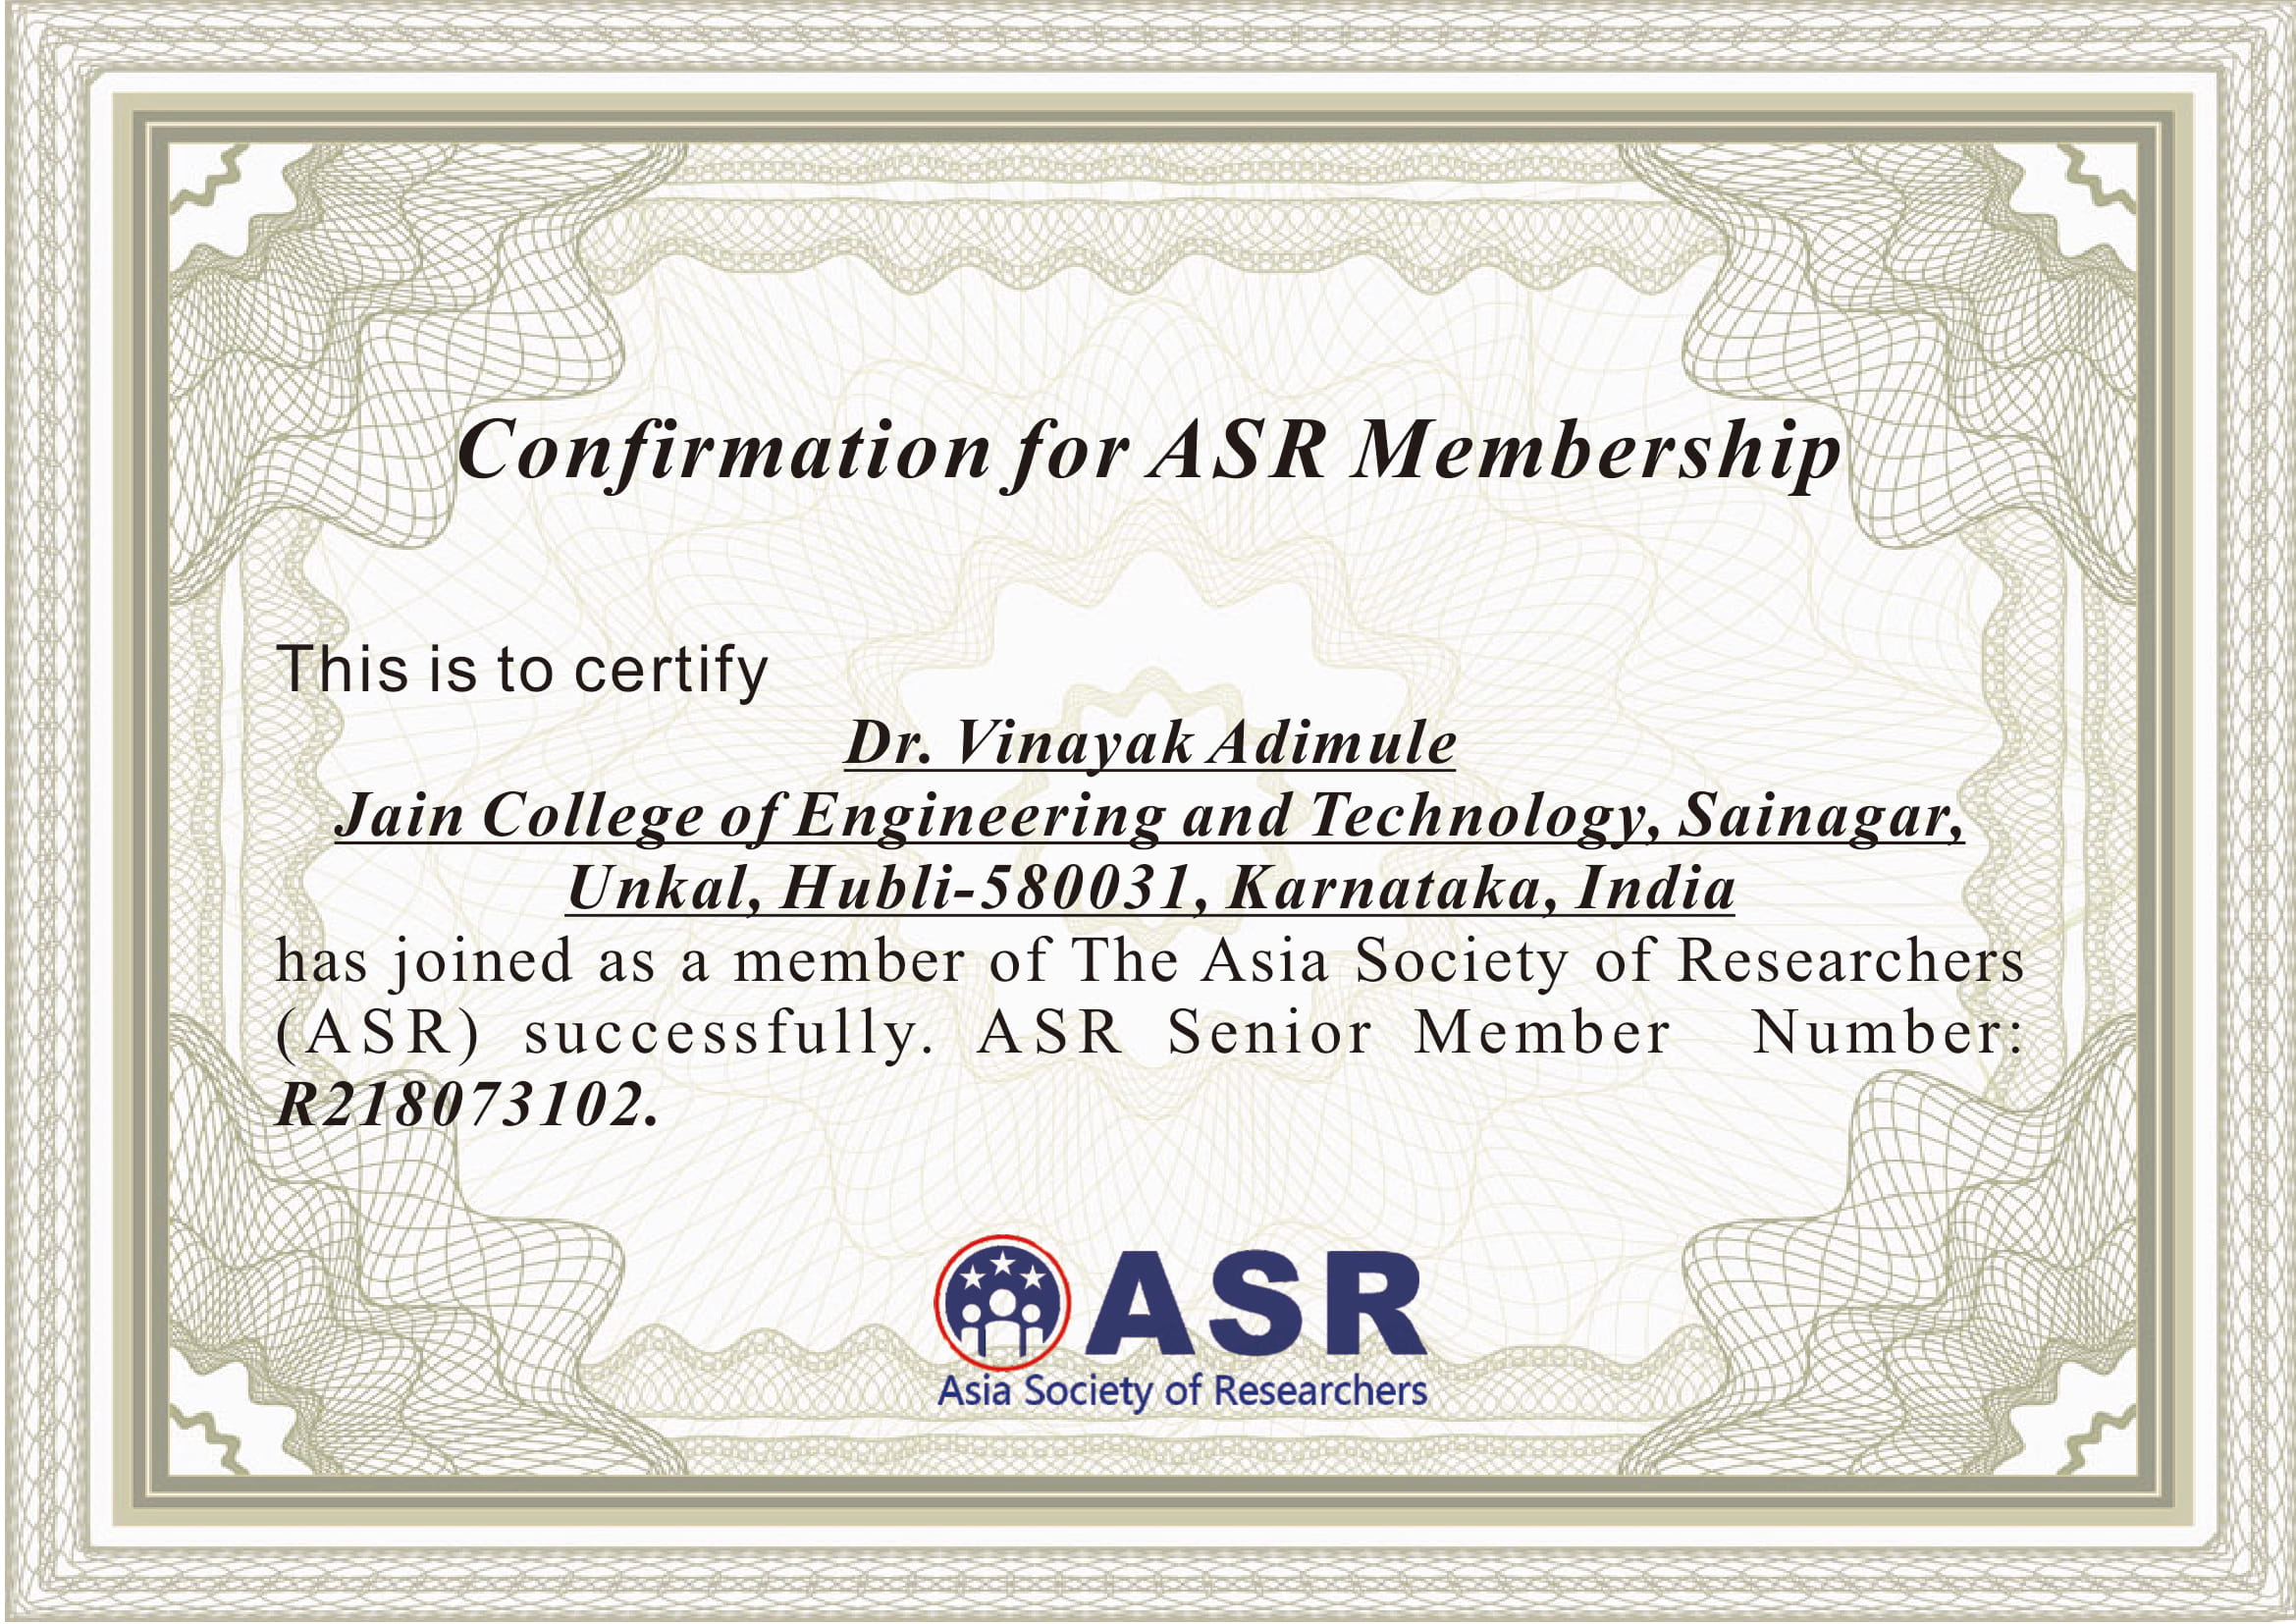 Confirmation for ASR Membership
This is to certify
Dr. Vinayak Adimule
Jain College of Engineering and Technology, Sainagar,
Unkal, Hubli-580031, Karnataka, India
has joined as a member of The Asia Society of Researchers
(ASR) successfully. ASR Senior Member Number:
R218073102.
ASR
Asia Society of Researchers